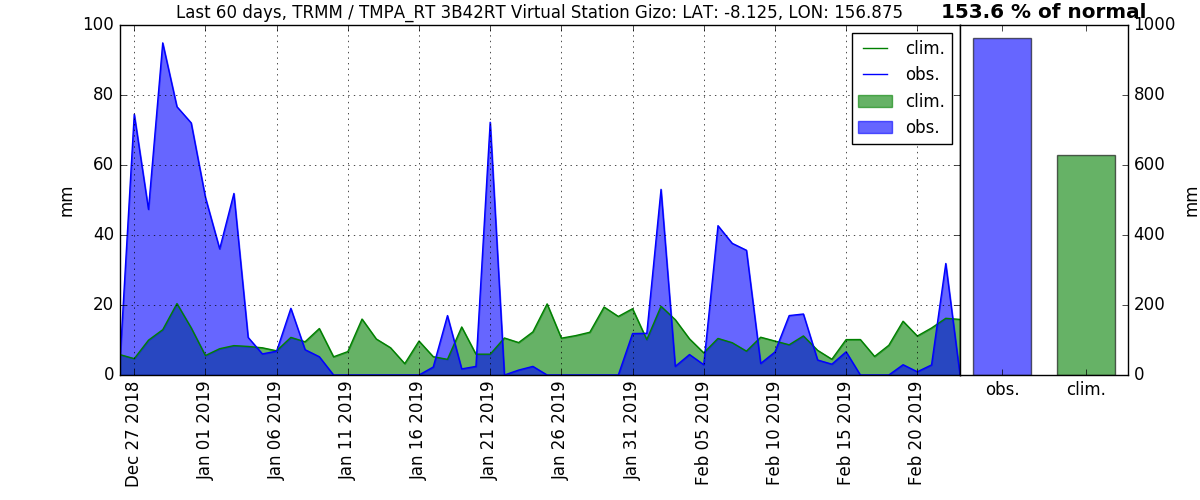 Last 60 days, TRMM / TMPA_RT 3B42RT Virtual Station Gizo: LAT: -8.125, LON: 156.875
153.6 % of normal
100
80
60
40
20
0
mm
clim.
obs.
clim.
obs.
1000
800
600
400
200
0
mm
Dec 27 2018
Jan 01 2019
Jan 06 2019
Jan 11 2019
Jan 16 2019
Jan 21 2019
Jan 26 2019
Jan 31 2019
Feb 05 2019
Feb 10 2019
Feb 15 2019
Feb 20 2019
obs.
clim.